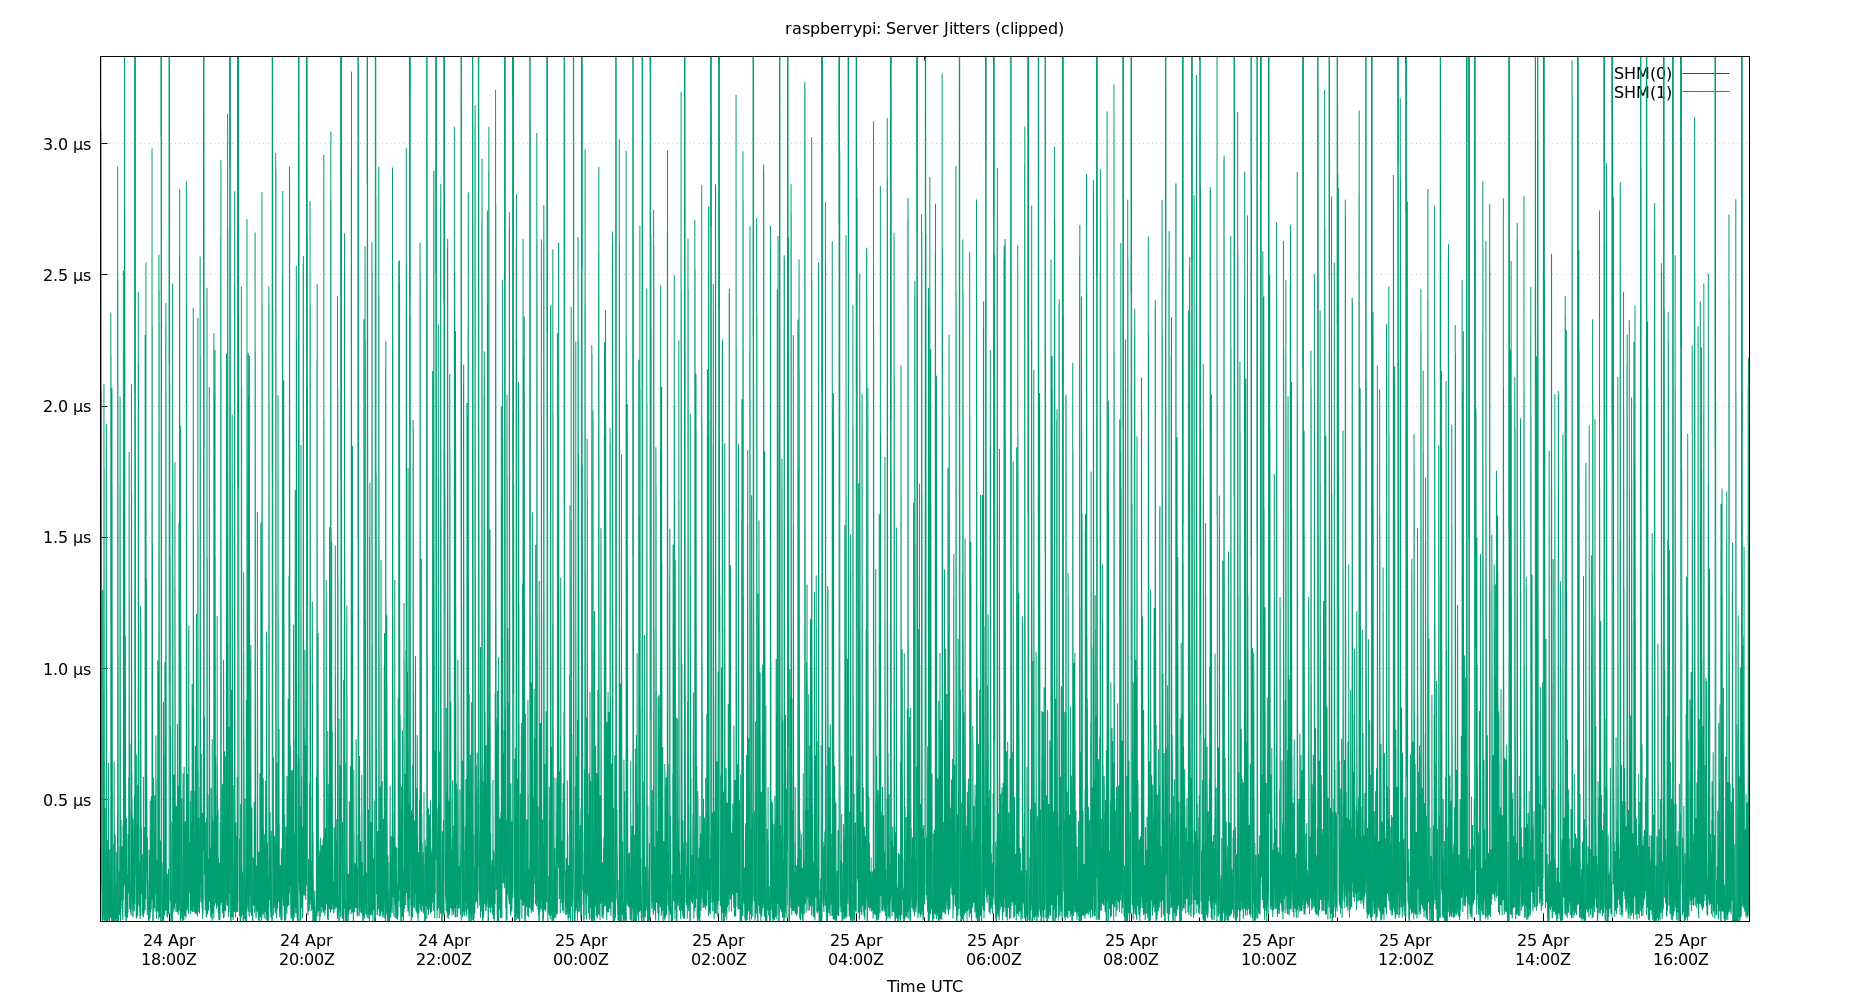 raspberrypi: Server Jitters (clipped)
SHM(0)
SHM(1)
3.0 µs
2.5 µs
2.0 µs
1.5 µs
1.0 µs
0.5 µs
24 Apr 24 Apr 24 Apr 25 Apr 25 Apr 25 Apr 25 Apr 25 Apr 25 Apr 25 Apr 25 Apr 25 Apr
18:00Z 20:00Z 22:00Z 00:00Z 02:00Z 04:00Z 06:00Z 08:00Z 10:00Z 12:00Z 14:00Z 16:00Z
Time UTC